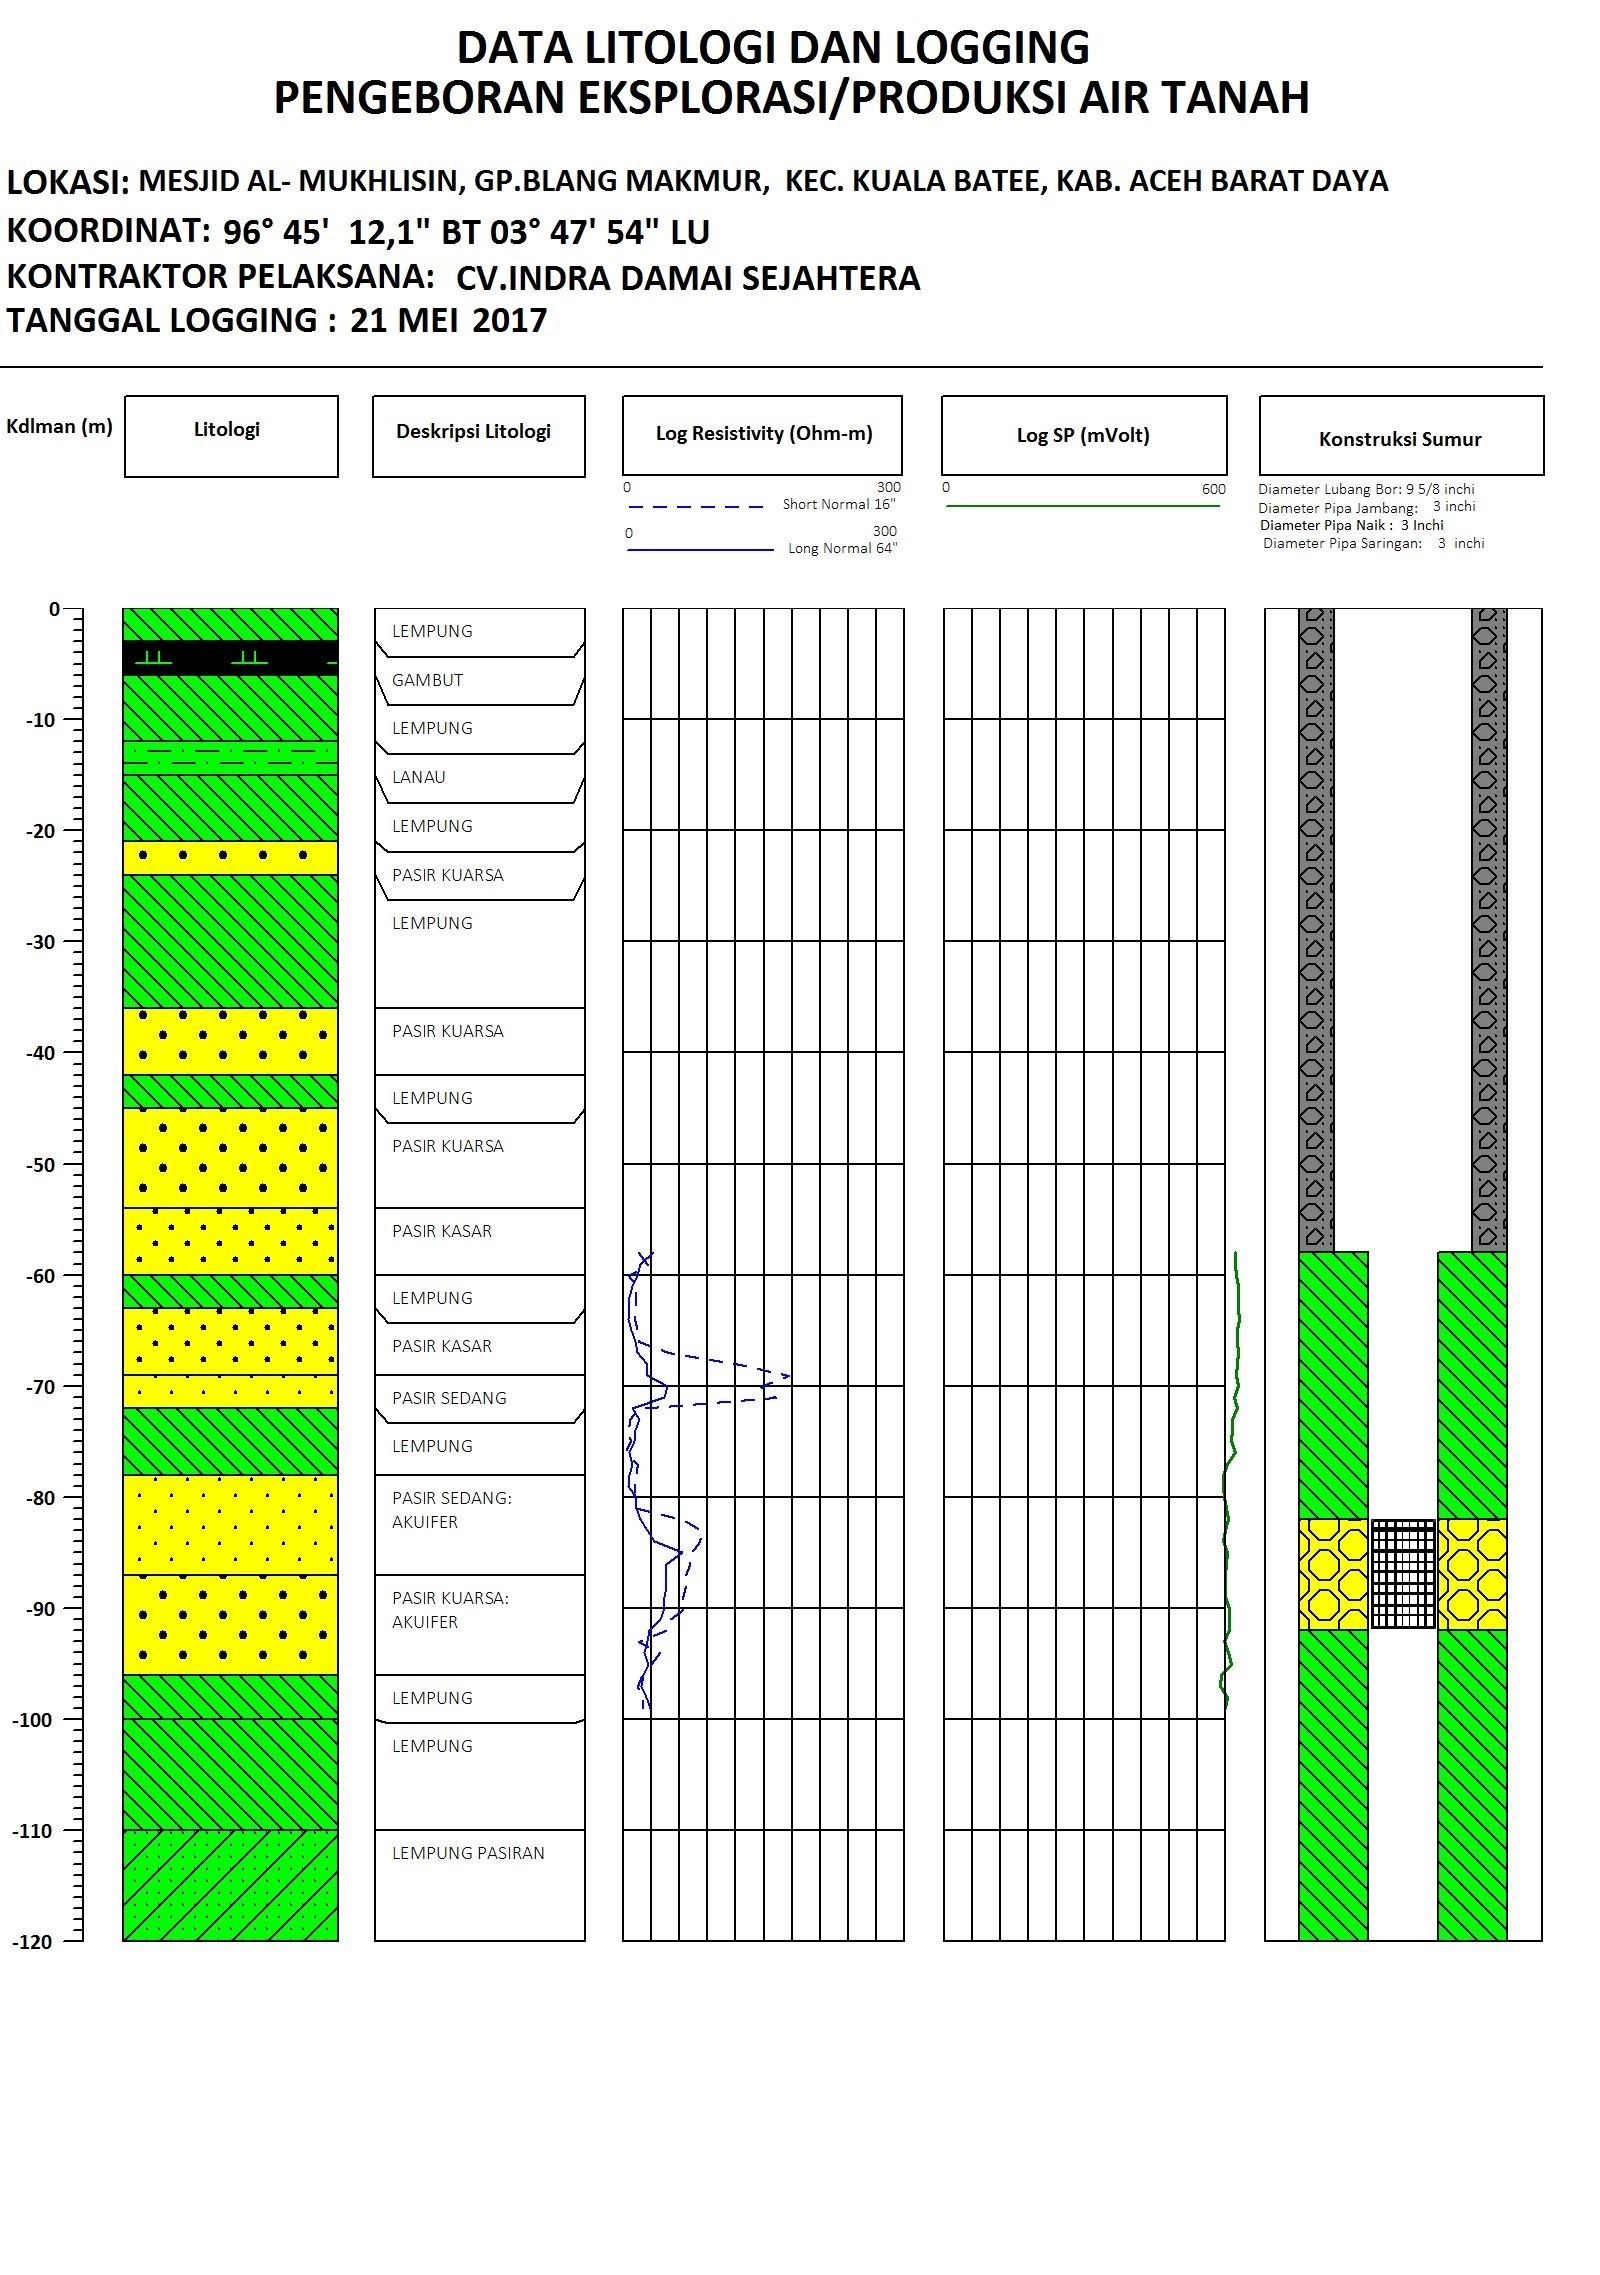 DATA LITOLOGI DAN LOGGING
PENGEBORAN EKSPLORASI/PRODUKSI AIR TANAH
LOKASI: MESJID AL- MUKHLISIN, GP.BLANG MAKMUR, KEC. KUALA BATEE, KAB. ACEH BARAT DAYA
KOORDINAT: 96° 45' 12,1" BT 03° 47' 54" LU
KONTRAKTOR PELAKSANA: CV.INDRA DAMAI SEJAHTERA
TANGGAL LOGGING : 21 MEI 2017
Kdlman (m)
Litologi
Deskripsi Litologi
Log Resistivity (Ohm-m)
Log SP (mVolt)
Konstruksi Sumur
0 300
Short Normal 16"
0 300
Long Normal 64"
0 600
Diameter Lubang Bor: 9 5/8 inchi
Diameter Pipa Jambang: 3 inchi
Diameter Pipa Naik : 3 Inchi
Diameter Pipa Saringan: 3 inchi
0
-10
-20
-30
-40
-50
-60
-70
-80
-90
-100
-110
-120
LEMPUNG
GAMBUT
LEMPUNG
LANAU
LEMPUNG
PASIR KUARSA
LEMPUNG
PASIR KUARSA
LEMPUNG
PASIR KUARSA
PASIR KASAR
LEMPUNG
PASIR KASAR
PASIR SEDANG
LEMPUNG
PASIR SEDANG:
AKUIFER
PASIR KUARSA:
AKUIFER
LEMPUNG
LEMPUNG
LEMPUNG PASIRAN